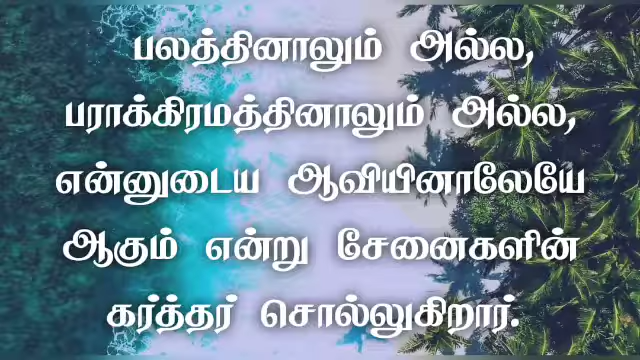 பலத்தினாலும் அல்ல,
பராக்கிரமத்தினாலும் அல்ல,
என்னுடைய ஆவியினாலேயே
ஆகும் என்று சேனைகளின்
கர்த்தர் சொல்லுகிறார்.